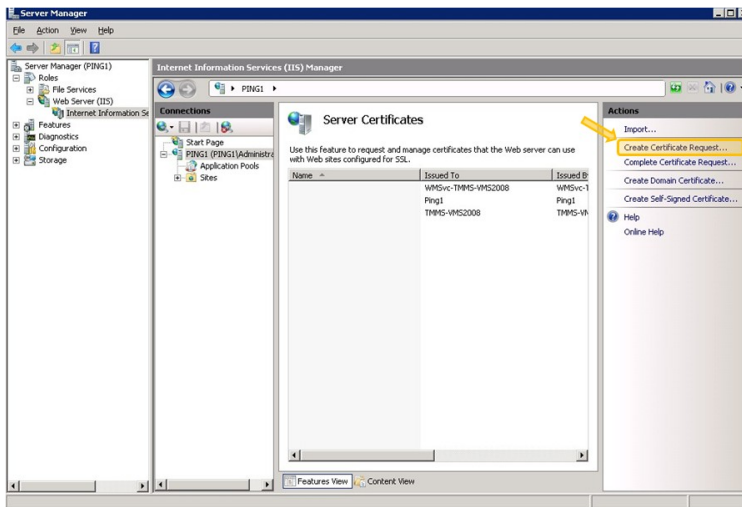 Server Manager
File Action View Help
Server Manager (PING1)
Roles
File Services
Web Server (IIS)
Internet Information Se
Features
Diagnostics
Configuration
Storage
Internet Information Services (IIS) Manager
PING1
Connections
Start Page
PING1 (PING1\Administra
Application Pools
Sites
Server Certificates
Use this feature to request and manage certificates that the Web server can use
with Web sites configured for SSL.
Name Issued To Issued B
WMSvc-TMMS-VMS2008 WMSvc-T
Ping1 Ping1
TMMS-VMS2008 TMMS-VM
Features View Content View
Actions
Import...
Create Certificate Request...
Complete Certificate Request...
Create Domain Certificate...
Create Self-Signed Certificate...
Help
Online Help